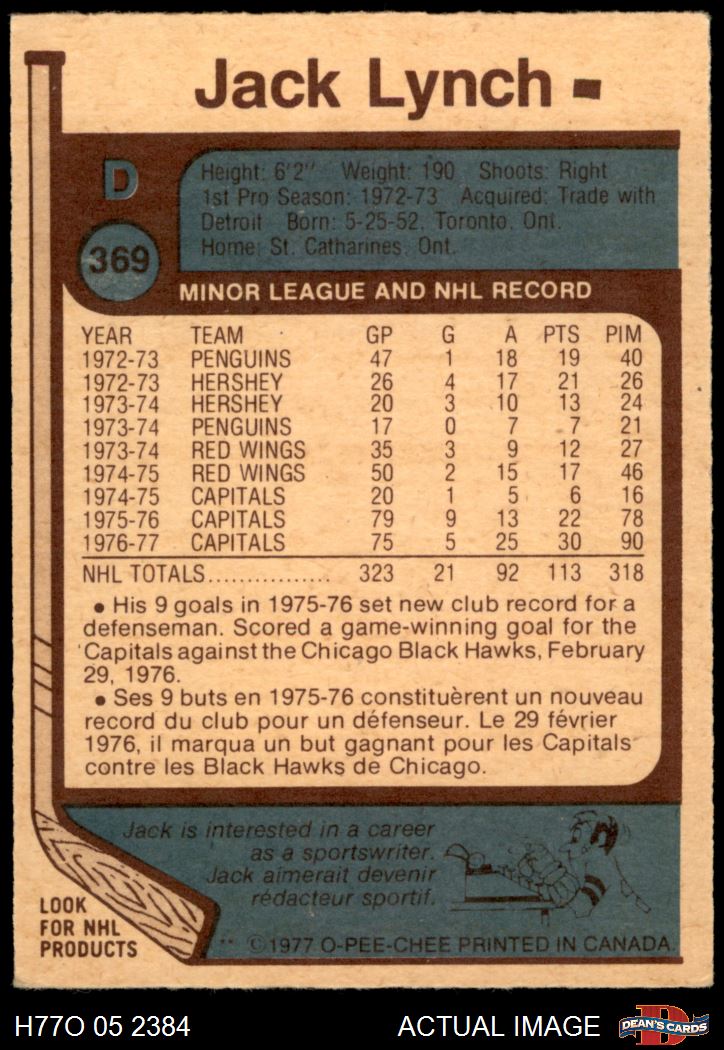 Jack Lynch
D
369
Height: 6'2" Weight: 190 Shoots: Right
1st Pro Season: 1972-73 Acquired: Trade with
Detroit Born: 5-25-52, Toronto, Ont.
Home: St. Catharines, Ont.
MINOR LEAGUE AND NHL RECORD
YEAR TEAM GP G A PTS PIM
1972-73 PENGUINS 47 1 18 19 40
1972-73 HERSHEY 26 4 17 21 26
1973-74 HERSHEY 20 3 10 13 24
1973-74 PENGUINS 17 0 7 7 21
1973-74 RED WINGS 35 3 9 12 27
1974-75 RED WINGS 50 2 15 17 46
1974-75 CAPITALS 20 1 5 6 16
1975-76 CAPITALS 79 9 13 22 78
1976-77 CAPITALS 75 5 25 30 90
NHL TOTALS................ 323 21 92 113 318
• His 9 goals in 1975-76 set new club record for a
defenseman. Scored a game-winning goal for the
Capitals against the Chicago Black Hawks, February
29, 1976.
• Ses 9 buts en 1975-76 constituèrent un nouveau
record du club pour un défenseur. Le 29 février
1976, il marqua un but gagnant pour les Capitals
contre les Black Hawks de Chicago.
Jack is interested in a career
as a sportswriter.
Jack aimerait devenir
rédacteur sportif.
LOOK
FOR NHL
PRODUCTS
** ©1977 O-PEE-CHEE PRINTED IN CANADA.
H77O 05 2384 ACTUAL IMAGE
D
DEAN'S CARDS